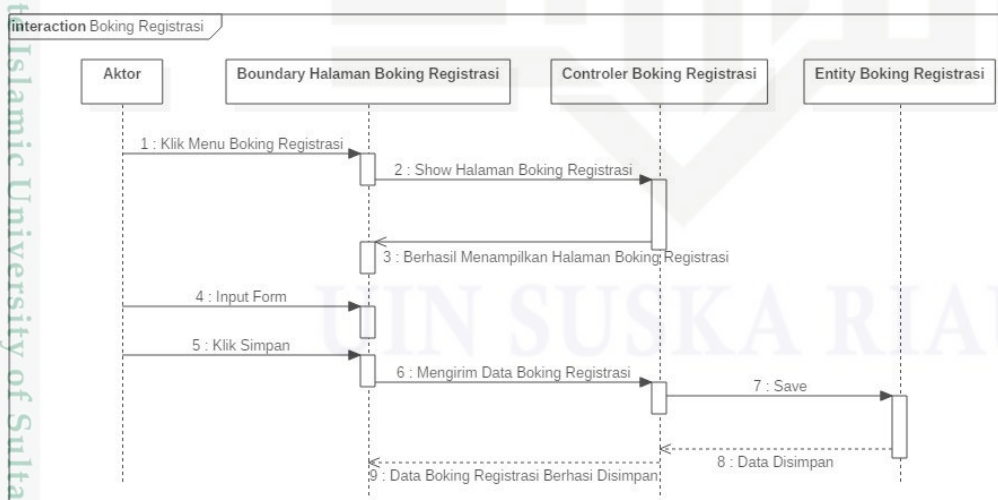 interaction Boking Registrasi
Aktor
Boundary Halaman Boking Registrasi
Controler Boking Registrasi
Entity Boking Registrasi
1 : Klik Menu Boking Registrasi
2 : Show Halaman Boking Registrasi
3 : Berhasil Menampilkan Halaman Boking Registrasi
4 : Input Form
5 : Klik Simpan
6 : Mengirim Data Boking Registrasi
7 : Save
8 : Data Disimpan
9 : Data Boking Registrasi Berhasi Disimpan
Islamic University of
UIN SUSKA